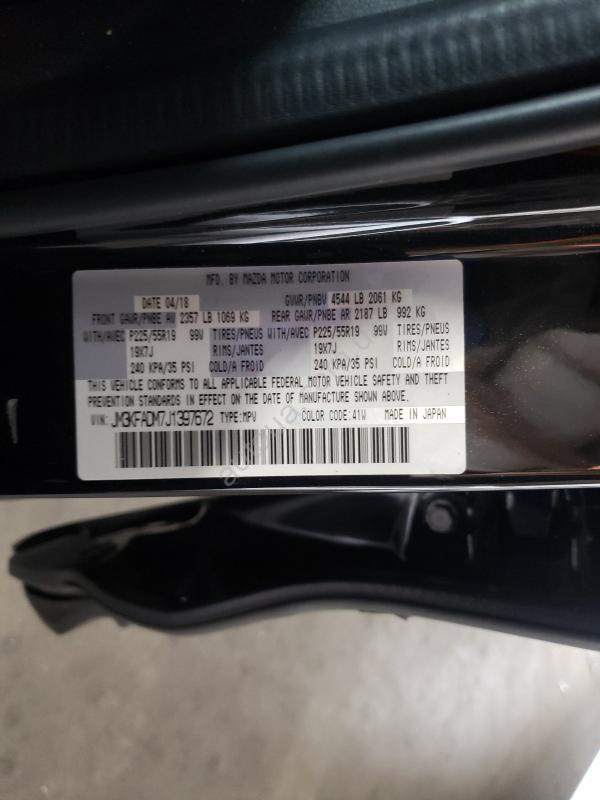 MFD. BY MAZDA MOTOR CORPORATION
DATE 04/18 GVWR/PNBV 4544 LB 2061 KG
FRONT GAWR/PNBE AV 2357 LB 1069 KG REAR GAWR/PNBE AR 2187 LB 992 KG
WITH/AVEC P225/55R19 99V TIRES/PNEUS WITH/AVEC P225/55R19 99V TIRES/PNEUS
19X7J RIMS/JANTES 19X7J RIMS/JANTES
240 KPA/35 PSI COLD/A FROID 240 KPA/35 PSI COLD/A FROID
THIS VEHICLE CONFORMS TO ALL APPLICABLE FEDERAL MOTOR VEHICLE SAFETY AND THEFT
PREVENTION STANDARDS IN EFFECT ON THE DATE OF MANUFACTURE SHOWN ABOVE.
VIN: JM3KFADM7J1397672 TYPE:MPV COLOR CODE:41W MADE IN JAPAN